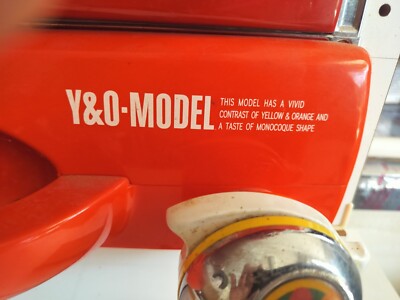 Y&O-MODEL
THIS MODEL HAS A VIVID
CONTRAST OF YELLOW & ORANGE AND
A TASTE OF MONOCOQUE SHAPE